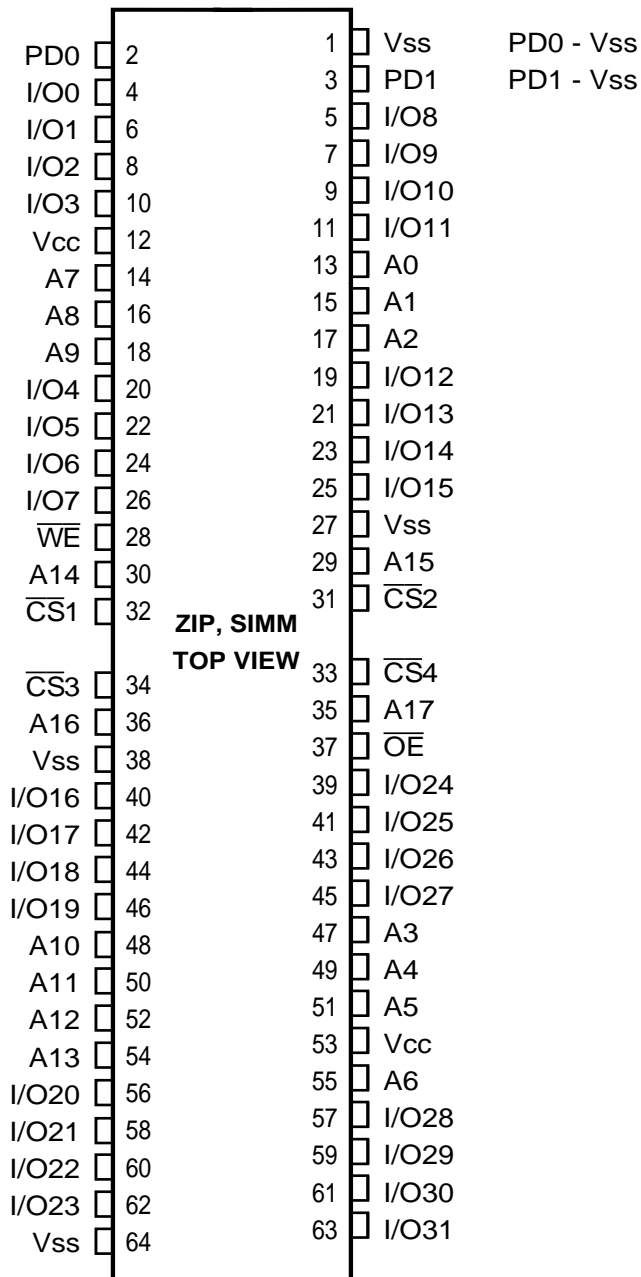 1 Vss PD0 - Vss
PD0 2
3 PD1 PD1 - Vss
I/O0 4
5 I/O8
I/O1 6
7 I/O9
I/O2 8
9 I/O10
I/O3 10
11 I/O11
Vcc 12
13 A0
A7 14
15 A1
A8 16
17 A2
A9 18
19 I/O12
I/O4 20
21 I/O13
I/O5 22
23 I/O14
I/O6 24
25 I/O15
I/O7 26
27 Vss
W̅E̅ 28
29 A15
A14 30
31 C̅S̅2
C̅S̅1 32
ZIP, SIMM
TOP VIEW
33 C̅S̅4
C̅S̅3 34
35 A17
A16 36
37 O̅E̅
Vss 38
39 I/O24
I/O16 40
41 I/O25
I/O17 42
43 I/O26
I/O18 44
45 I/O27
I/O19 46
47 A3
A10 48
49 A4
A11 50
51 A5
A12 52
53 Vcc
A13 54
55 A6
I/O20 56
57 I/O28
I/O21 58
59 I/O29
I/O22 60
61 I/O30
I/O23 62
63 I/O31
Vss 64